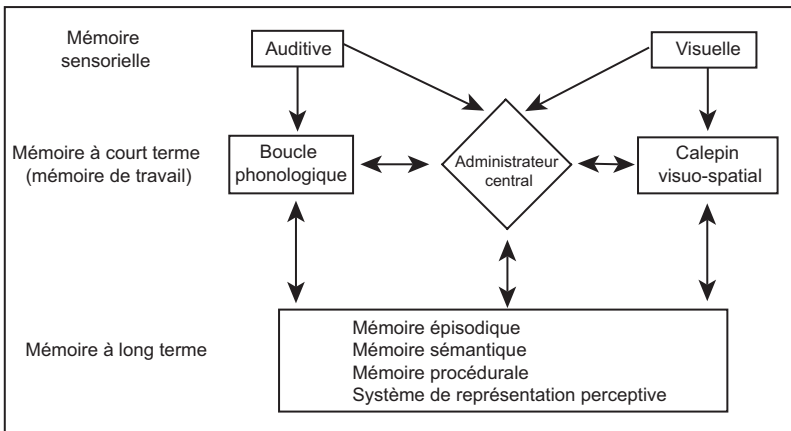 Mémoire
sensorielle
Auditive
Visuelle
Mémoire à court terme
(mémoire de travail)
Boucle
phonologique
Administrateur
central
Calepin
visuo-spatial
Mémoire à long terme
Mémoire épisodique
Mémoire sémantique
Mémoire procédurale
Système de représentation perceptive